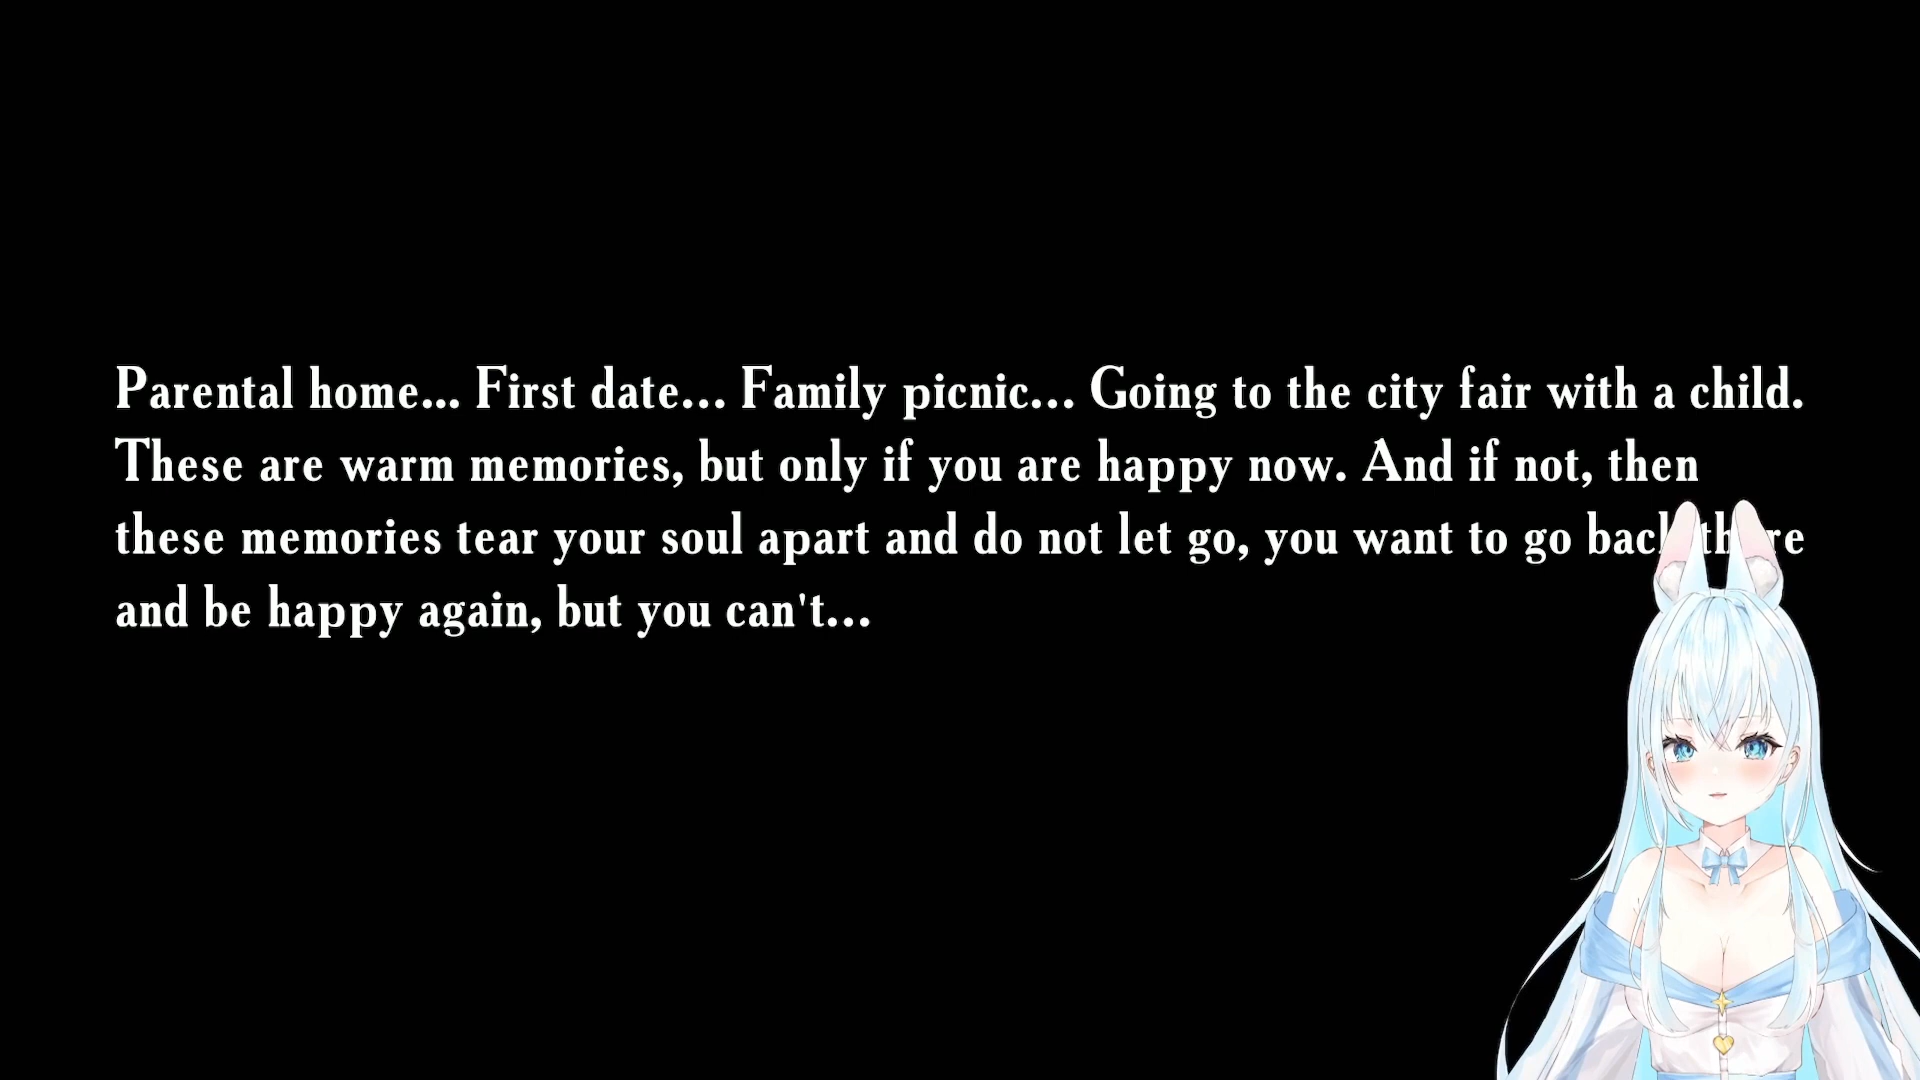 Parental home... First date... Family picnic... Going to the city fair with a child.
These are warm memories, but only if you are happy now. And if not, then
these memories tear your soul apart and do not let go, you want to go back there
and be happy again, but you can't...